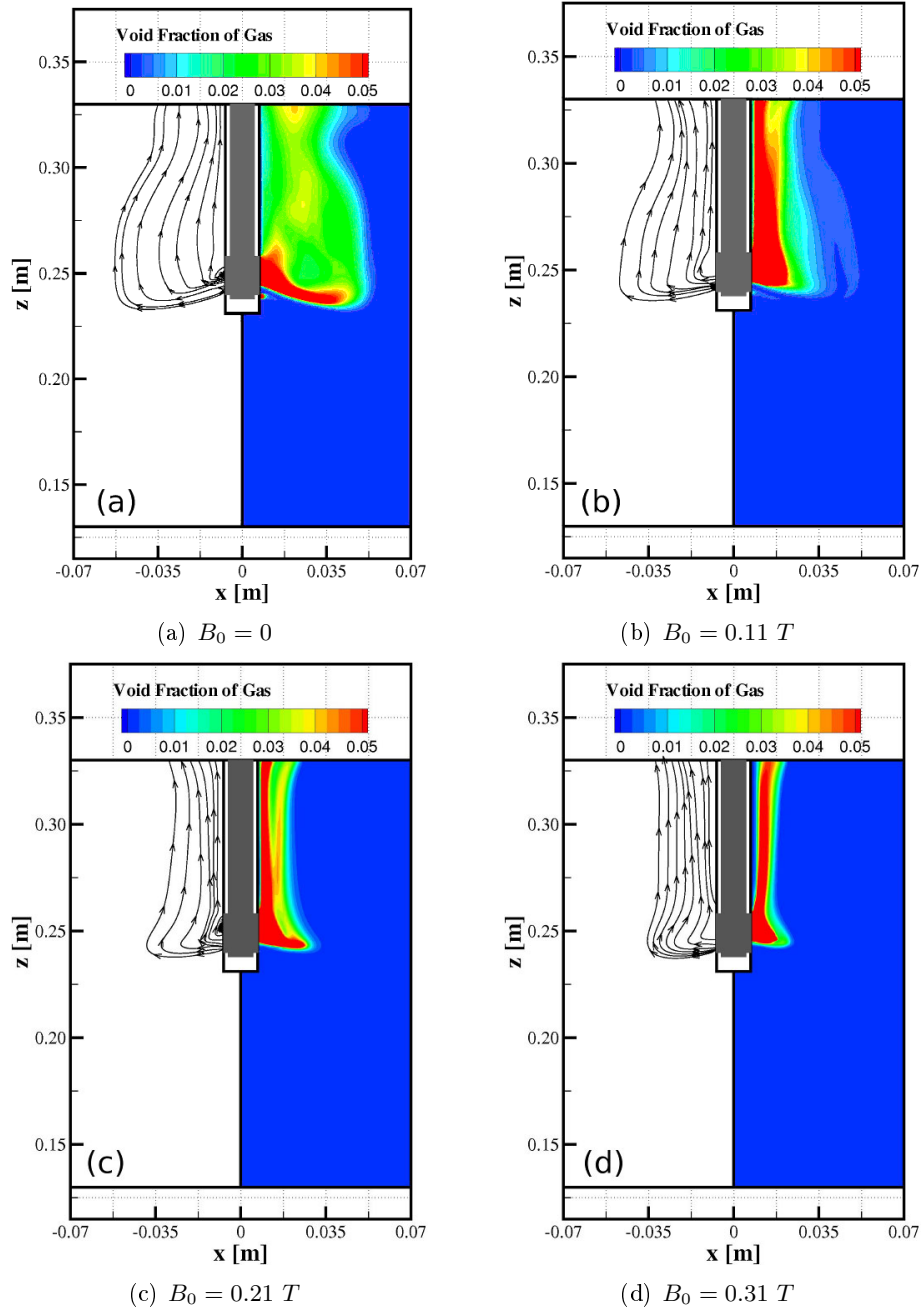 Void Fraction of Gas
0 0.01 0.02 0.03 0.04 0.05
0.35
0.30
0.25
0.20
0.15
z [m]
(a)
-0.07 -0.035 0 0.035 0.07
x [m]
(a) B₀ = 0
Void Fraction of Gas
0 0.01 0.02 0.03 0.04 0.05
0.35
0.30
0.25
0.20
0.15
z [m]
(b)
-0.07 -0.035 0 0.035 0.07
x [m]
(b) B₀ = 0.11 T
Void Fraction of Gas
0 0.01 0.02 0.03 0.04 0.05
0.35
0.30
0.25
0.20
0.15
z [m]
(c)
-0.07 -0.035 0 0.035 0.07
x [m]
(c) B₀ = 0.21 T
Void Fraction of Gas
0 0.01 0.02 0.03 0.04 0.05
0.35
0.30
0.25
0.20
0.15
z [m]
(d)
-0.07 -0.035 0 0.035 0.07
x [m]
(d) B₀ = 0.31 T